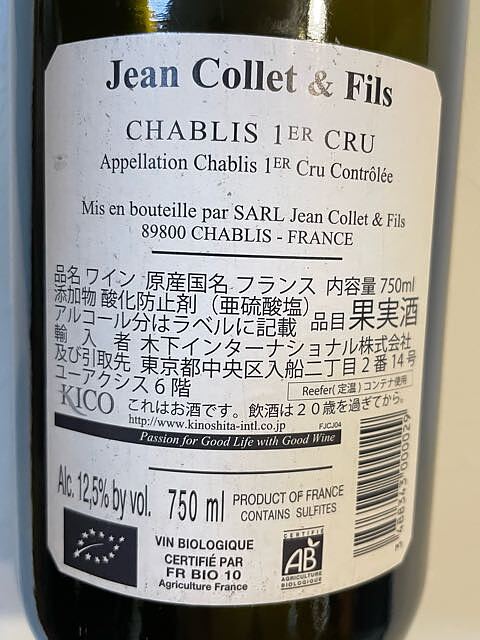 Jean Collet & Fils
CHABLIS 1ER CRU
Appellation Chablis 1ER Cru Contrôlée
Mis en bouteille par SARL Jean Collet & Fils
89800 CHABLIS - FRANCE
品名 ワイン 原産国名 フランス 内容量 750ml
添加物 酸化防止剤（亜硫酸塩）
アルコール分はラベルに記載 品目 果実酒
輸入者 木下インターナショナル株式会社
及び引取先 東京都中央区入船二丁目2番14号
ユーアクシス6階
Reefer(定温)コンテナ使用
KICO これはお酒です。飲酒は20歳を過ぎてから。
http://www.kinoshita-intl.co.jp
FJCJ04
Passion for Good Life with Good Wine
Alc. 12,5% by vol. 750 ml PRODUCT OF FRANCE
CONTAINS SULFITES
VIN BIOLOGIQUE
CERTIFIÉ PAR
FR BIO 10
Agriculture France
CERTIFIÉ
AB
AGRICULTURE
BIOLOGIQUE
3 488343 000029